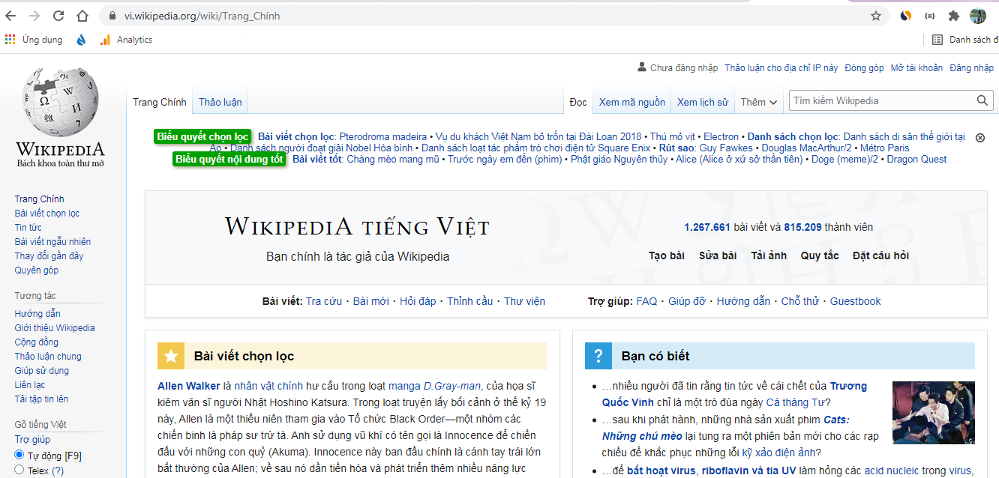 vi.wikipedia.org/wiki/Trang_Chính
Ứng dụng Analytics Danh sách đ
Chưa đăng nhập Thảo luận cho địa chỉ IP này Đóng góp Mở tài khoản Đăng nhập
Trang Chính Thảo luận Đọc Xem mã nguồn Xem lịch sử Thêm Tìm kiếm Wikipedia
WIKIPEDIA
Bách khoa toàn thư mở
Biểu quyết chọn lọc Bài viết chọn lọc: Pterodroma madeira • Vụ du khách Việt Nam bỏ trốn tại Đài Loan 2018 • Thú mỏ vịt • Electron • Danh sách chọn lọc: Danh sách di sản thế giới tại
Áo • Danh sách người đoạt giải Nobel Hòa bình • Danh sách loạt tác phẩm trò chơi điện tử Square Enix • Rút sao: Guy Fawkes • Douglas MacArthur/2 • Métro Paris
Biểu quyết nội dung tốt Bài viết tốt: Chàng mèo mang mũ • Trước ngày em đến (phim) • Phật giáo Nguyên thủy • Alice (Alice ở xứ sở thần tiên) • Doge (meme)/2 • Dragon Quest
Trang Chính
Bài viết chọn lọc
Tin tức
Bài viết ngẫu nhiên
Thay đổi gần đây
Quyên góp
Tương tác
Hướng dẫn
Giới thiệu Wikipedia
Cộng đồng
Thảo luận chung
Giúp sử dụng
Liên lạc
Tải tập tin lên
Gõ tiếng Việt
Trợ giúp
Tự động [F9]
Telex (?)
WIKIPEDIA TIẾNG VIỆT
Bạn chính là tác giả của Wikipedia
1.267.661 bài viết và 815.209 thành viên
Tạo bài Sửa bài Tải ảnh Quy tắc Đặt câu hỏi
Bài viết: Tra cứu · Bài mới · Hỏi đáp · Thỉnh cầu · Thư viện
Trợ giúp: FAQ · Giúp đỡ · Hướng dẫn · Chỗ thử · Guestbook
Bài viết chọn lọc
Allen Walker là nhân vật chính hư cấu trong loạt manga D.Gray-man, của họa sĩ
kiêm văn sĩ người Nhật Hoshino Katsura. Trong loạt truyện lấy bối cảnh ở thế kỷ 19
này, Allen là một thiếu niên tham gia vào Tổ chức Black Order—một nhóm các
chiến binh là pháp sư trừ tà. Anh sử dụng vũ khí có tên gọi là Innocence để chiến
đấu với những con quỷ (Akuma). Innocence này ban đầu chính là cánh tay trái lớn
bất thường của Allen; về sau nó dần tiến hóa và phát triển thêm nhiều năng lực
? Bạn có biết
• …nhiều người đã tin rằng tin tức về cái chết của Trương
Quốc Vinh chỉ là một trò đùa ngày Cá tháng Tư?
• …sau khi phát hành, những nhà sản xuất phim Cats:
Những chú mèo lại tung ra một phiên bản mới cho các rạp
chiếu để khắc phục những lỗi kỹ xảo điện ảnh?
• …để bất hoạt virus, riboflavin và tia UV làm hỏng các acid nucleic trong virus,